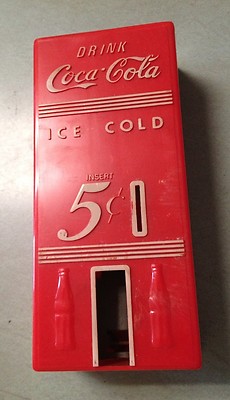 DRINK
Coca-Cola
ICE COLD
INSERT
5¢